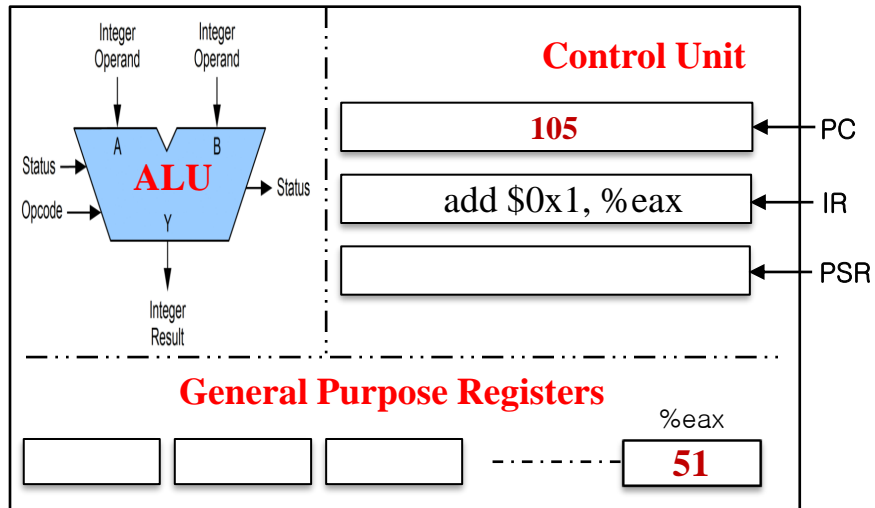 Integer
Operand
Integer
Operand
A
B
Status
ALU
Status
Opcode
Y
Integer
Result
Control Unit
105
PC
add $0x1, %eax
IR
PSR
General Purpose Registers
%eax
51